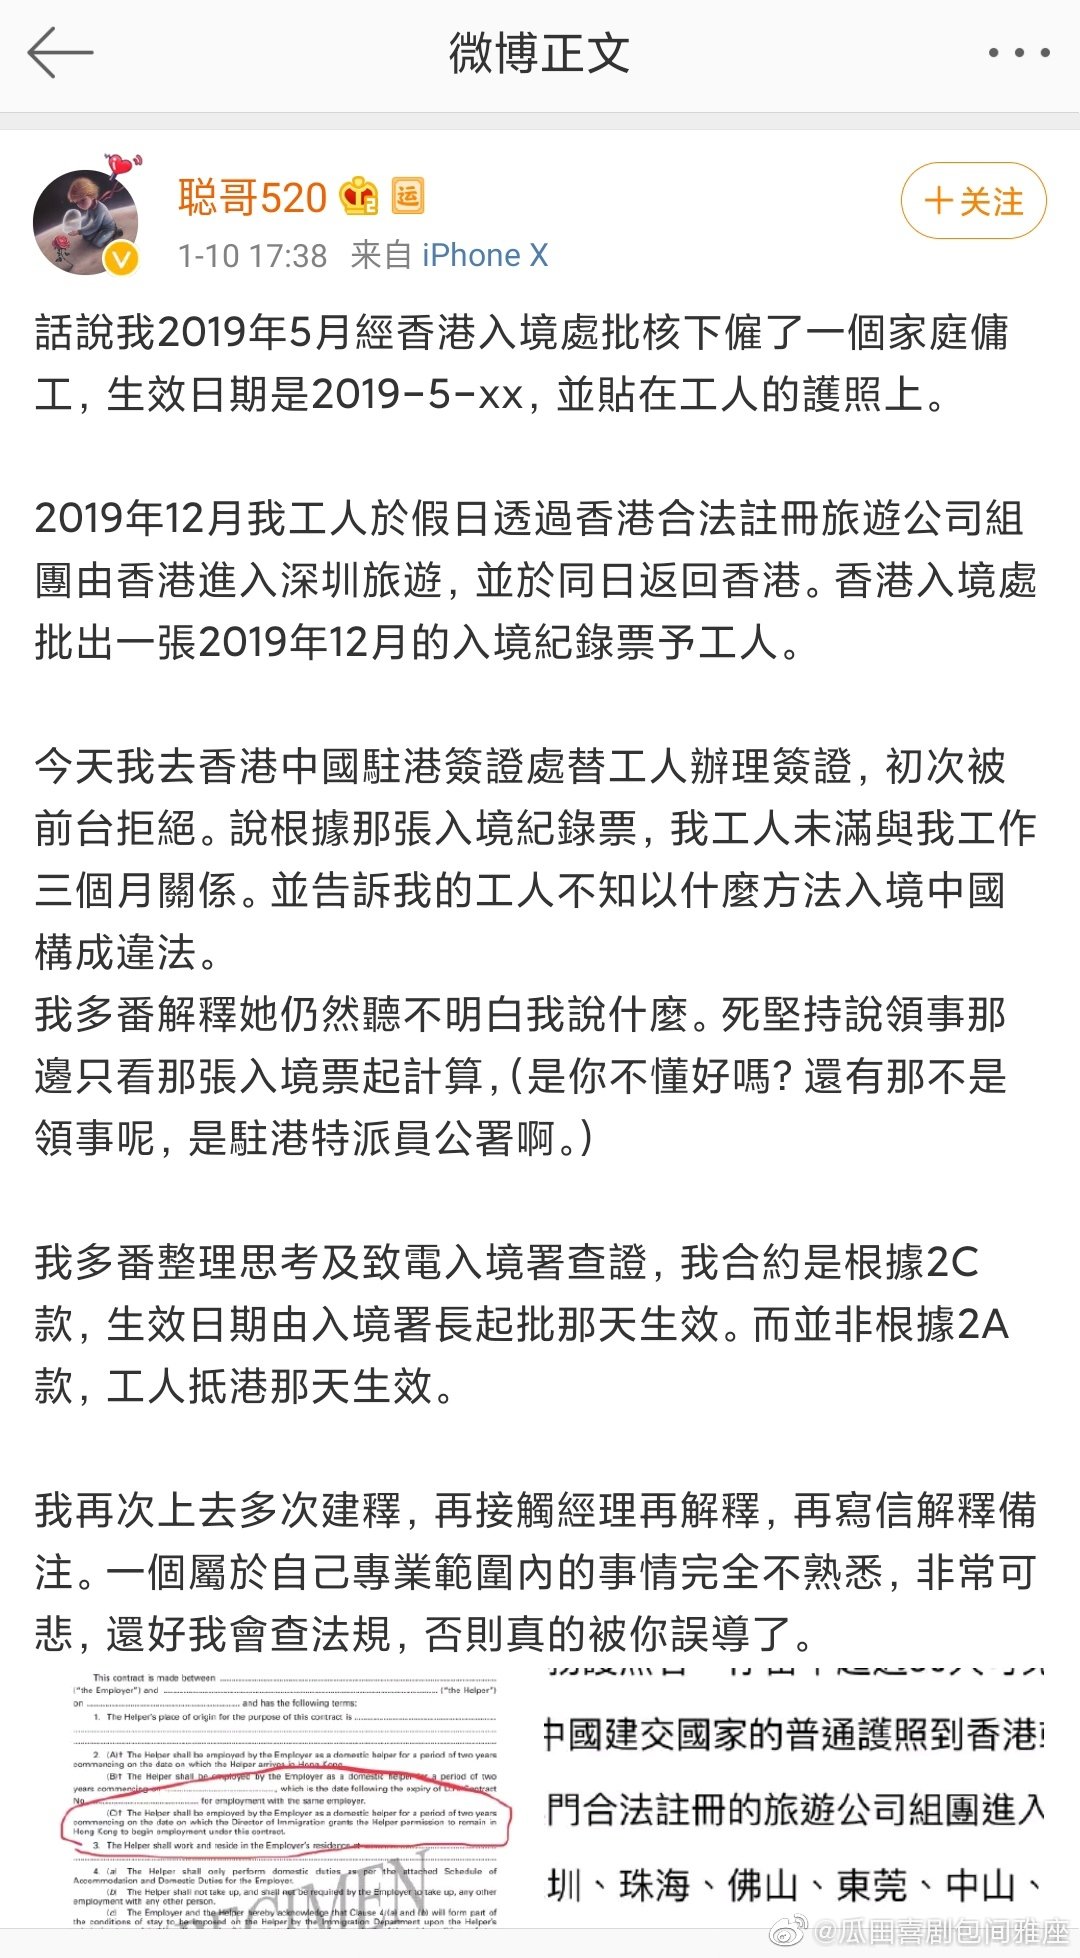 微博正文
聪哥520
运
+关注
1-10 17:38 来自 iPhone X
話說我2019年5月經香港入境處批核下僱了一個家庭傭
工，生效日期是2019-5-xx，並貼在工人的護照上。
2019年12月我工人於假日透過香港合法註冊旅遊公司組
團由香港進入深圳旅遊，並於同日返回香港。香港入境處
批出一張2019年12月的入境紀錄票予工人。
今天我去香港中國駐港簽證處替工人辦理簽證，初次被
前台拒絕。說根據那張入境紀錄票，我工人未滿與我工作
三個月關係。並告訴我的工人不知以什麼方法入境中國
構成違法。
我多番解釋她仍然聽不明白我說什麼。死堅持說領事那
邊只看那張入境票起計算，（是你不懂好嗎？還有那不是
領事呢，是駐港特派員公署啊。）
我多番整理思考及致電入境署查證，我合約是根據2C
款，生效日期由入境署長起批那天生效。而並非根據2A
款，工人抵港那天生效。
我再次上去多次建釋，再接觸經理再解釋，再寫信解釋備
注。一個屬於自己專業範圍內的事情完全不熟悉，非常可
悲，還好我會查法規，否則真的被你誤導了。
This contract is made between
("the Employer") and ("the Helper")
on and has the following terms:
1. The Helper's place of origin for the purpose of this contract is
2. (A)† The Helper shall be employed by the Employer as a domestic helper for a period of two years
commencing on the date on which the Helper arrives in Hong Kong.
(B)† The Helper shall be employed by the Employer as a domestic helper for a period of two
years commencing on , which is the date following the expiry of D.H. Contract
No. for employment with the same employer.
(C)† The Helper shall be employed by the Employer as a domestic helper for a period of two years
commencing on the date on which the Director of Immigration grants the Helper permission to remain in
Hong Kong to begin employment under this contract.
3. The Helper shall work and reside in the Employer's residence at
4. (a) The Helper shall only perform domestic duties as per the attached Schedule of
Accommodation and Domestic Duties for the Employer.
(b) The Helper shall not take up, and shall not be required by the Employer to take up, any other
employment with any other person.
(c) The Employer and the Helper hereby acknowledge that Clause 4(a) and (b) will form part of
the conditions of stay to be imposed on the Helper by the Immigration Department upon the Helper's
SPECIMEN
中國建交國家的普通護照到香港
門合法註冊的旅遊公司組團進入
圳、珠海、佛山、東莞、中山、
@瓜田喜剧包间雅座